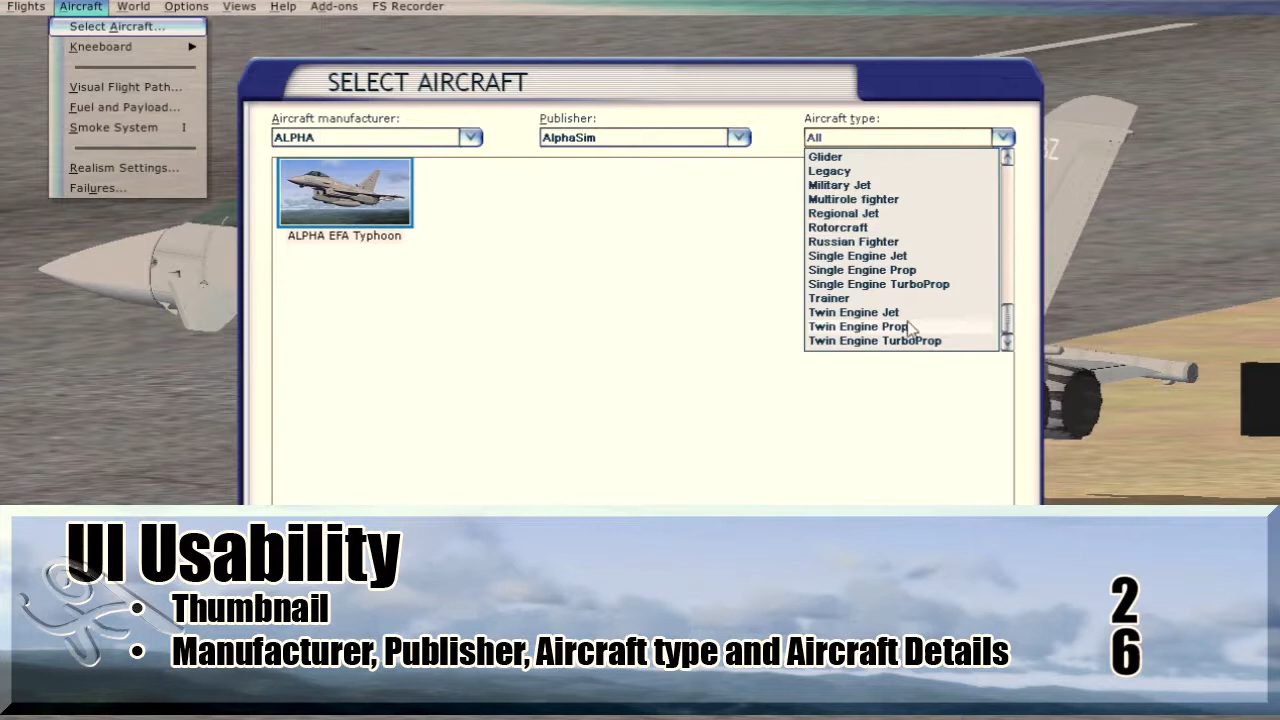 Flights Aircraft World Options Views Help Add-ons FS Recorder
Select Aircraft...
Kneeboard
Visual Flight Path...
Fuel and Payload...
Smoke System I
Realism Settings...
Failures...
SELECT AIRCRAFT
Aircraft manufacturer: Publisher: Aircraft type:
ALPHA AlphaSim All
Glider
Legacy
Military Jet
Multirole fighter
Regional Jet
Rotorcraft
Russian Fighter
Single Engine Jet
Single Engine Prop
Single Engine TurboProp
Trainer
Twin Engine Jet
Twin Engine Prop
Twin Engine TurboProp
ALPHA EFA Typhoon
UI Usability
• Thumbnail 2
• Manufacturer, Publisher, Aircraft type and Aircraft Details 6